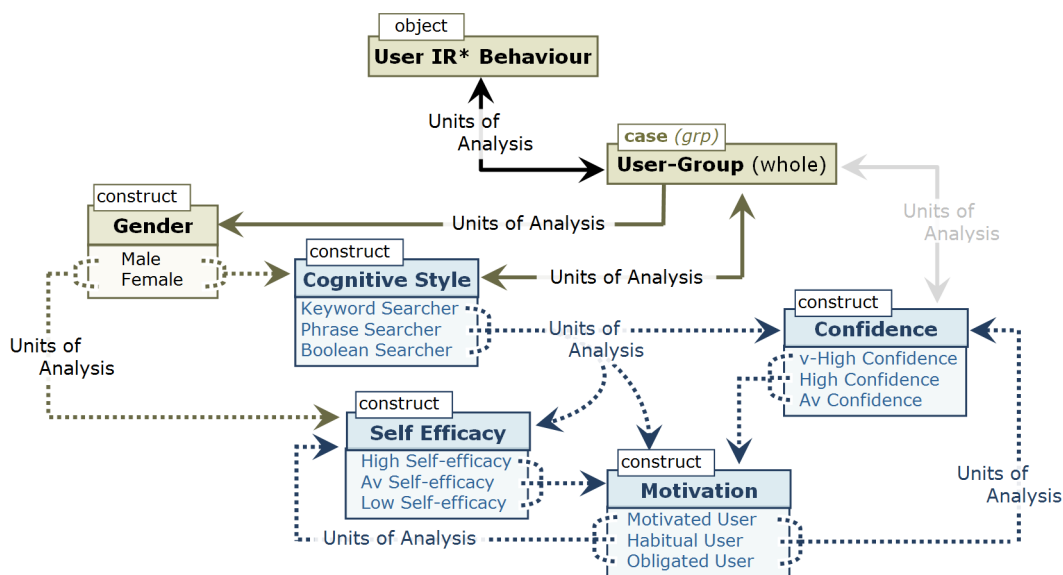 object
User IR* Behaviour
Units of
Analysis
case (grp)
User-Group (whole)
construct
Gender
Male
Female
Units of Analysis
Units of
Analysis
construct
Cognitive Style
Keyword Searcher
Phrase Searcher
Boolean Searcher
Units of Analysis
construct
Confidence
v-High Confidence
High Confidence
Av Confidence
Units of
Analysis
Units of
Analysis
construct
Self Efficacy
High Self-efficacy
Av Self-efficacy
Low Self-efficacy
construct
Motivation
Motivated User
Habitual User
Obligated User
Units of
Analysis
Units of Analysis